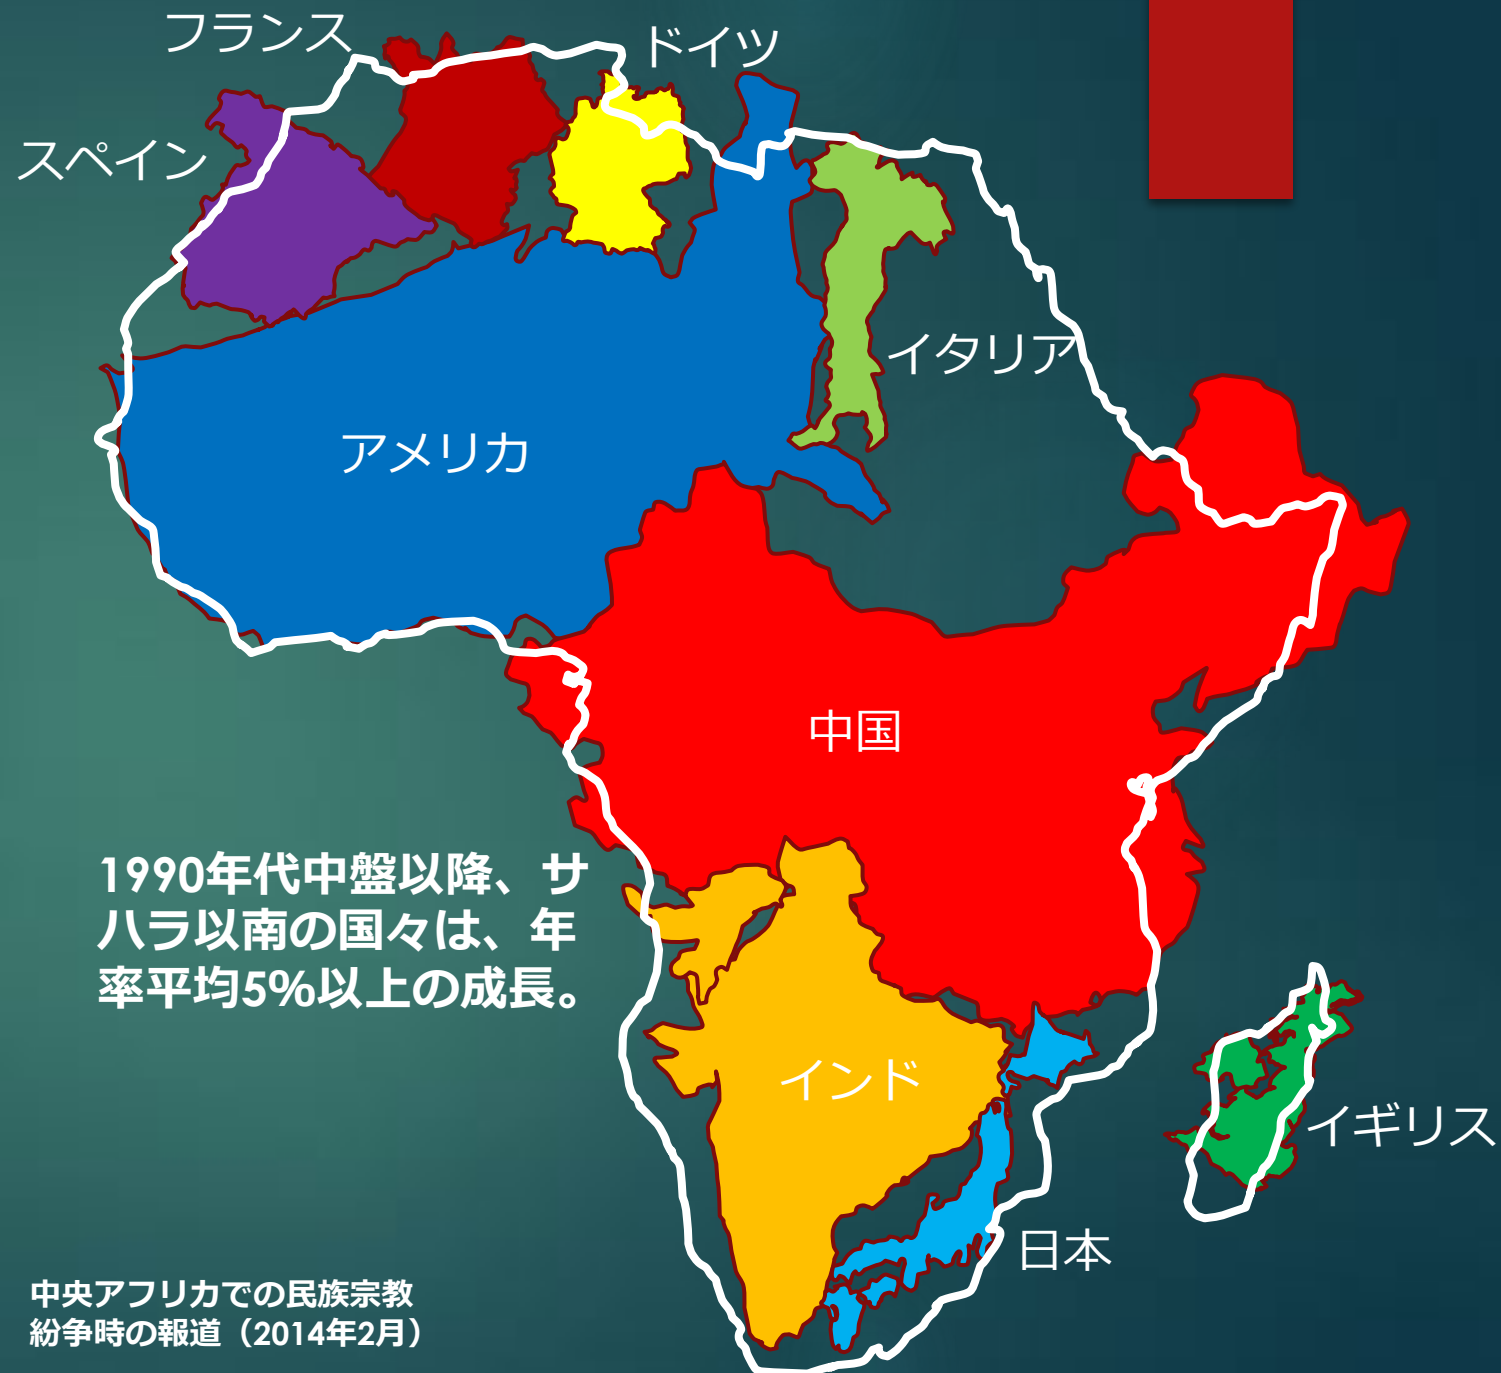 フランス
ドイツ
スペイン
イタリア
アメリカ
中国
1990年代中盤以降、サ
ハラ以南の国々は、年
率平均5%以上の成長。
インド
イギリス
日本
中央アフリカでの民族宗教
紛争時の報道（2014年2月）